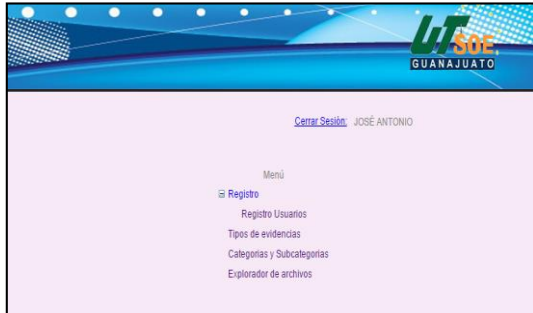 UTSOE.
GUANAJUATO
Cerrar Sesión: JOSÉ ANTONIO
Menú
Registro
Registro Usuarios
Tipos de evidencias
Categorias y Subcategorias
Explorador de archivos